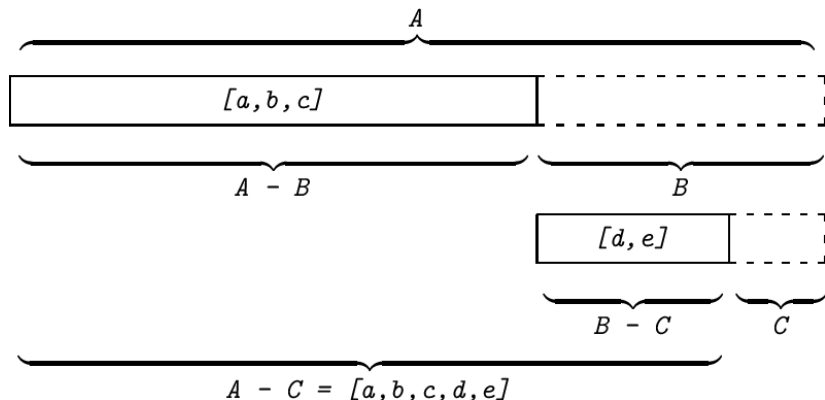 A
[a,b,c]
A - B B
[d,e]
B - C C
A - C = [a,b,c,d,e]